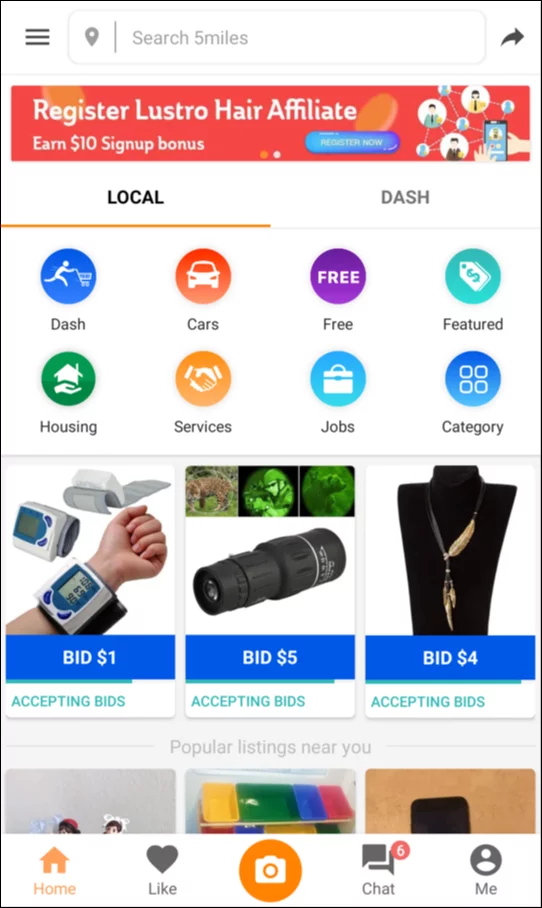 Search 5miles
Register Lustro Hair Affiliate
Earn $10 Signup bonus
REGISTER NOW
LOCAL
DASH
Dash
Cars
FREE
Free
Featured
Housing
Services
Jobs
Category
BID $1
BID $5
BID $4
ACCEPTING BIDS
ACCEPTING BIDS
ACCEPTING BIDS
Popular listings near you
6
Home
Like
Chat
Me